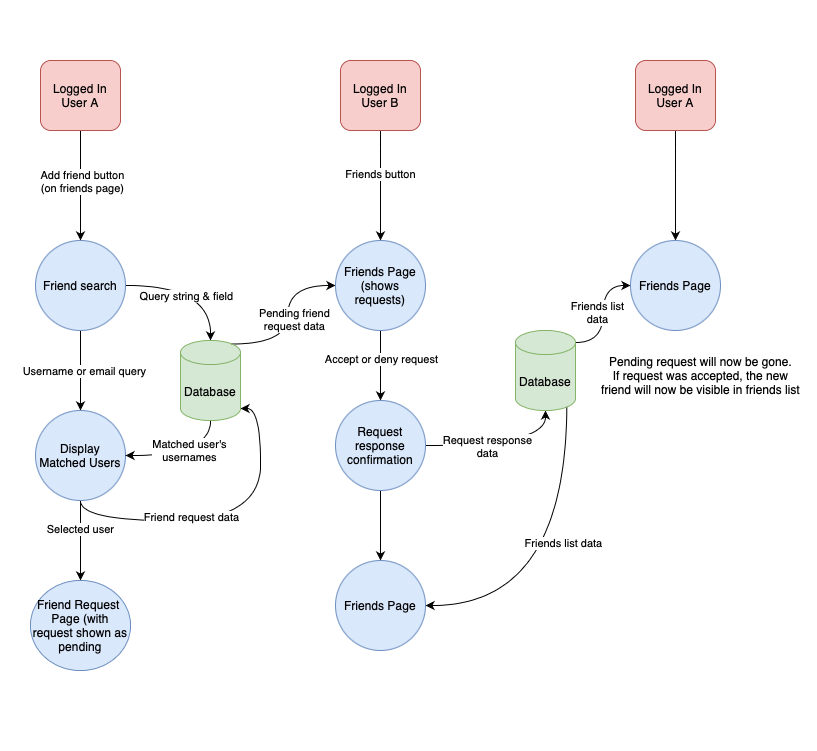 Logged In
User A
Logged In
User B
Logged In
User A
Add friend button
(on friends page)
Friends button
Friend search
Query string & field
Friends Page
(shows
requests)
Friends Page
Pending friend
request data
Friends list
data
Username or email query
Database
Accept or deny request
Database
Pending request will now be gone.
If request was accepted, the new
friend will now be visible in friends list
Display
Matched Users
Matched user's
usernames
Request
response
confirmation
Request response
data
Friend request data
Selected user
Friends list data
Friend Request
Page (with
request shown as
pending
Friends Page